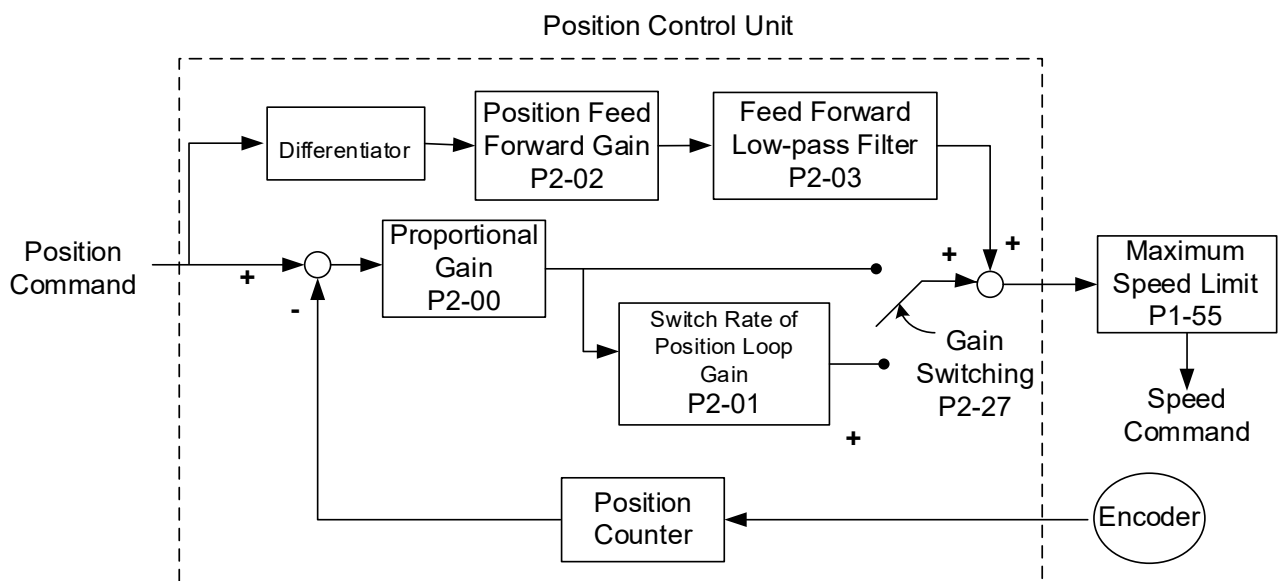 Position Control Unit
Differentiator
Position Feed
Forward Gain
P2-02
Feed Forward
Low-pass Filter
P2-03
Position
Command
+
-
Proportional
Gain
P2-00
Switch Rate of
Position Loop
Gain
P2-01
+
+
+
Gain
Switching
P2-27
Maximum
Speed Limit
P1-55
Speed
Command
Position
Counter
Encoder